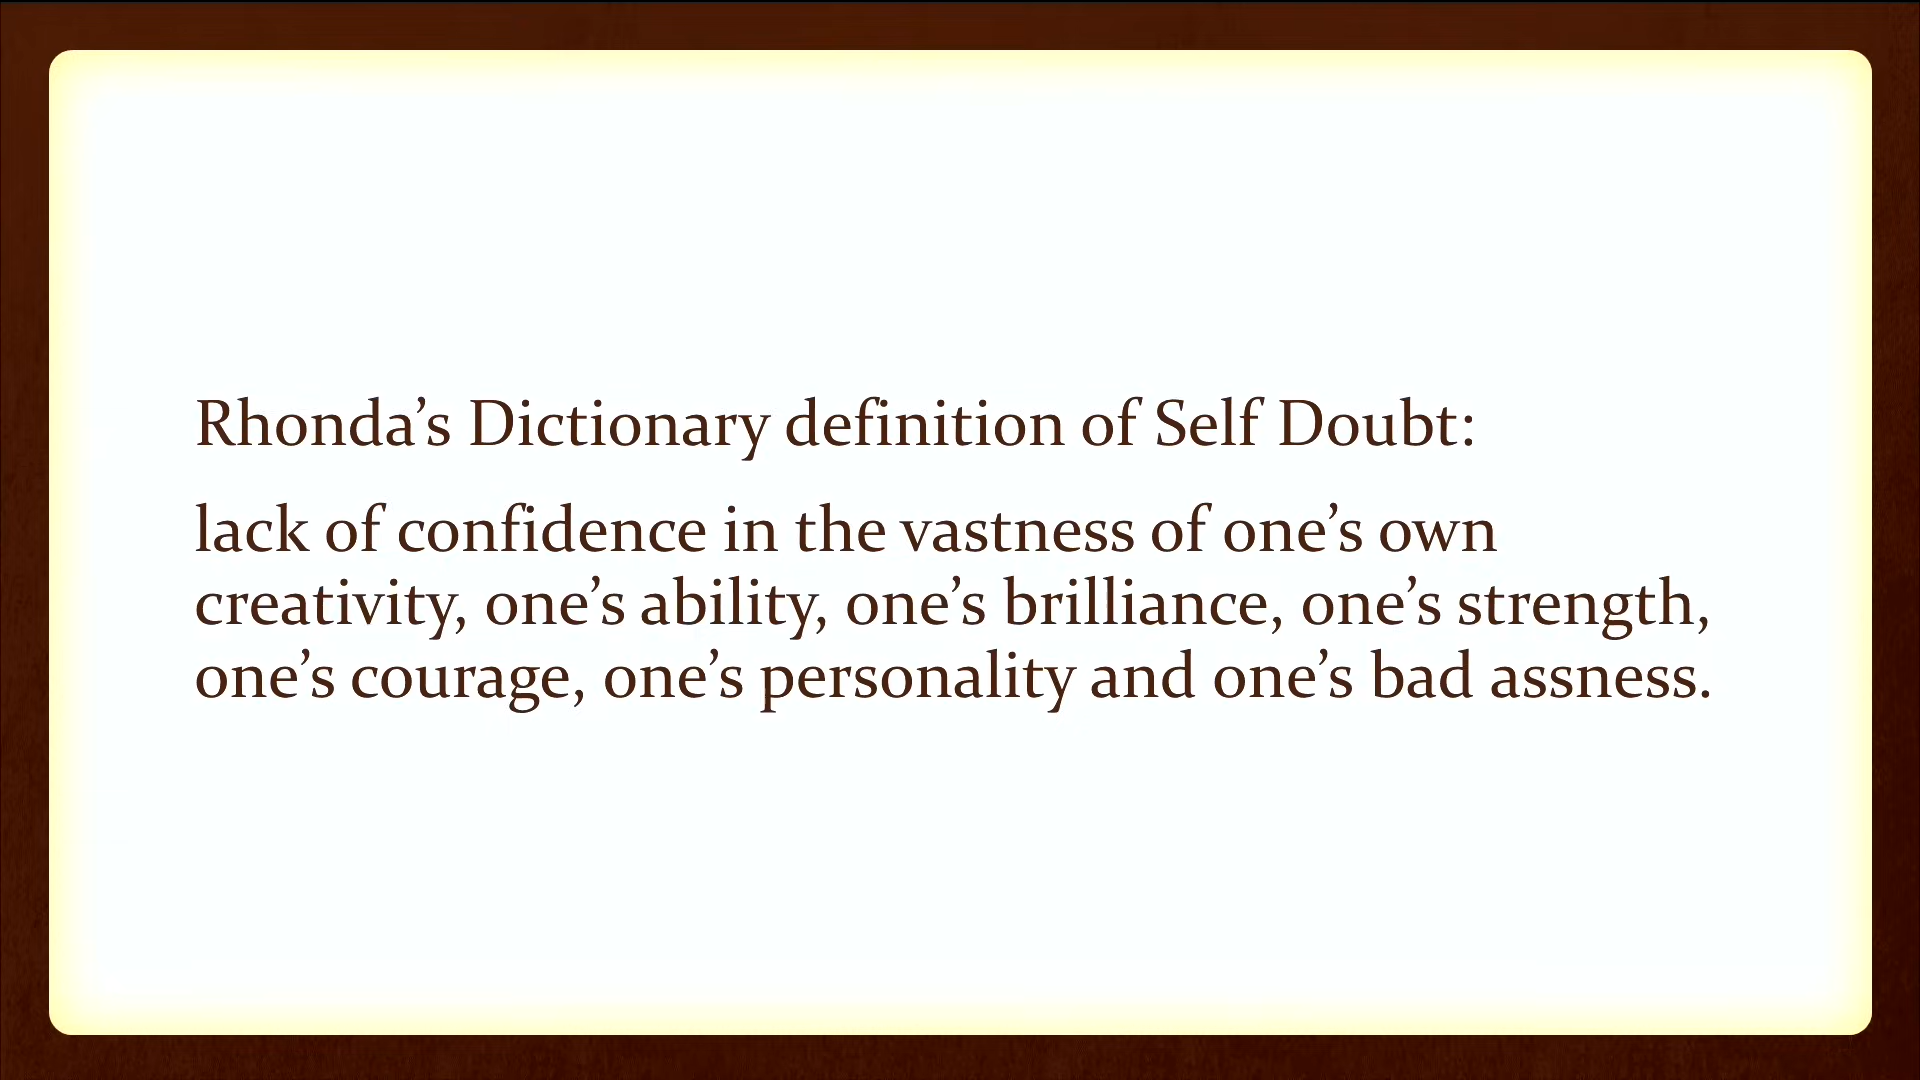 Rhonda’s Dictionary definition of Self Doubt:
lack of confidence in the vastness of one’s own
creativity, one’s ability, one’s brilliance, one’s strength,
one’s courage, one’s personality and one’s bad assness.